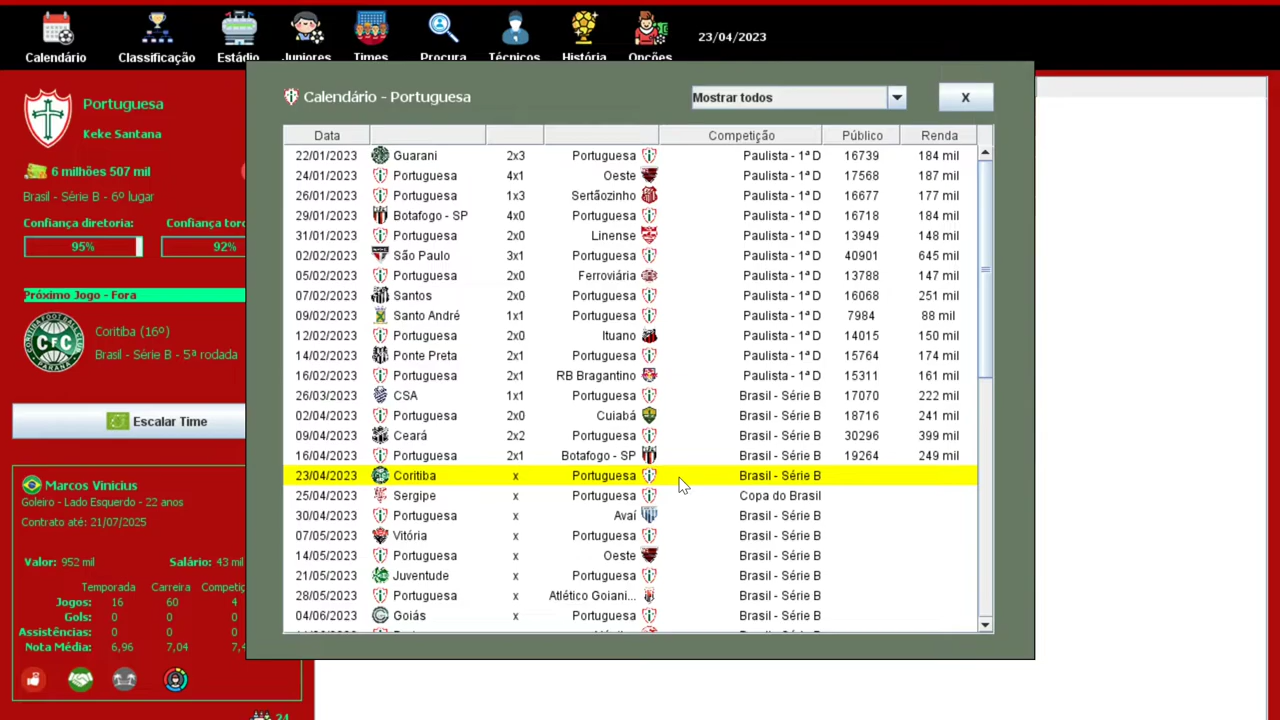 Calendário Classificação Estádio Juniores Times Procura Técnicos História Opções 23/04/2023
Portuguesa
Keke Santana
6 milhões 507 mil
Brasil - Série B - 6º lugar
Confiança diretoria: Confiança torc
95% 92%
Próximo Jogo - Fora
Coritiba (16º)
Brasil - Série B - 5ª rodada
Escalar Time
Marcos Vinicius
Goleiro - Lado Esquerdo - 22 anos
Contrato até: 21/07/2025
Valor: 952 mil Salário: 43 mil
Temporada Carreira Competiç
Jogos: 16 60 4
Gols: 0 0 0
Assistências: 0 0 0
Nota Média: 6,96 7,04 7,4
24
Calendário - Portuguesa Mostrar todos X
Data Competição Público Renda
22/01/2023 Guarani 2x3 Portuguesa Paulista - 1ª D 16739 184 mil
24/01/2023 Portuguesa 4x1 Oeste Paulista - 1ª D 17568 187 mil
26/01/2023 Portuguesa 1x3 Sertãozinho Paulista - 1ª D 16677 177 mil
29/01/2023 Botafogo - SP 4x0 Portuguesa Paulista - 1ª D 16718 184 mil
31/01/2023 Portuguesa 2x0 Linense Paulista - 1ª D 13949 148 mil
02/02/2023 São Paulo 3x1 Portuguesa Paulista - 1ª D 40901 645 mil
05/02/2023 Portuguesa 2x0 Ferroviária Paulista - 1ª D 13788 147 mil
07/02/2023 Santos 2x0 Portuguesa Paulista - 1ª D 16068 251 mil
09/02/2023 Santo André 1x1 Portuguesa Paulista - 1ª D 7984 88 mil
12/02/2023 Portuguesa 2x0 Ituano Paulista - 1ª D 14015 150 mil
14/02/2023 Ponte Preta 2x1 Portuguesa Paulista - 1ª D 15764 174 mil
16/02/2023 Portuguesa 2x1 RB Bragantino Paulista - 1ª D 15311 161 mil
26/03/2023 CSA 1x1 Portuguesa Brasil - Série B 17070 222 mil
02/04/2023 Portuguesa 2x0 Cuiabá Brasil - Série B 18716 241 mil
09/04/2023 Ceará 2x2 Portuguesa Brasil - Série B 30296 399 mil
16/04/2023 Portuguesa 2x1 Botafogo - SP Brasil - Série B 19264 249 mil
23/04/2023 Coritiba x Portuguesa Brasil - Série B
25/04/2023 Sergipe x Portuguesa Copa do Brasil
30/04/2023 Portuguesa x Avaí Brasil - Série B
07/05/2023 Vitória x Portuguesa Brasil - Série B
14/05/2023 Portuguesa x Oeste Brasil - Série B
21/05/2023 Juventude x Portuguesa Brasil - Série B
28/05/2023 Portuguesa x Atlético Goiani... Brasil - Série B
04/06/2023 Goiás x Portuguesa Brasil - Série B